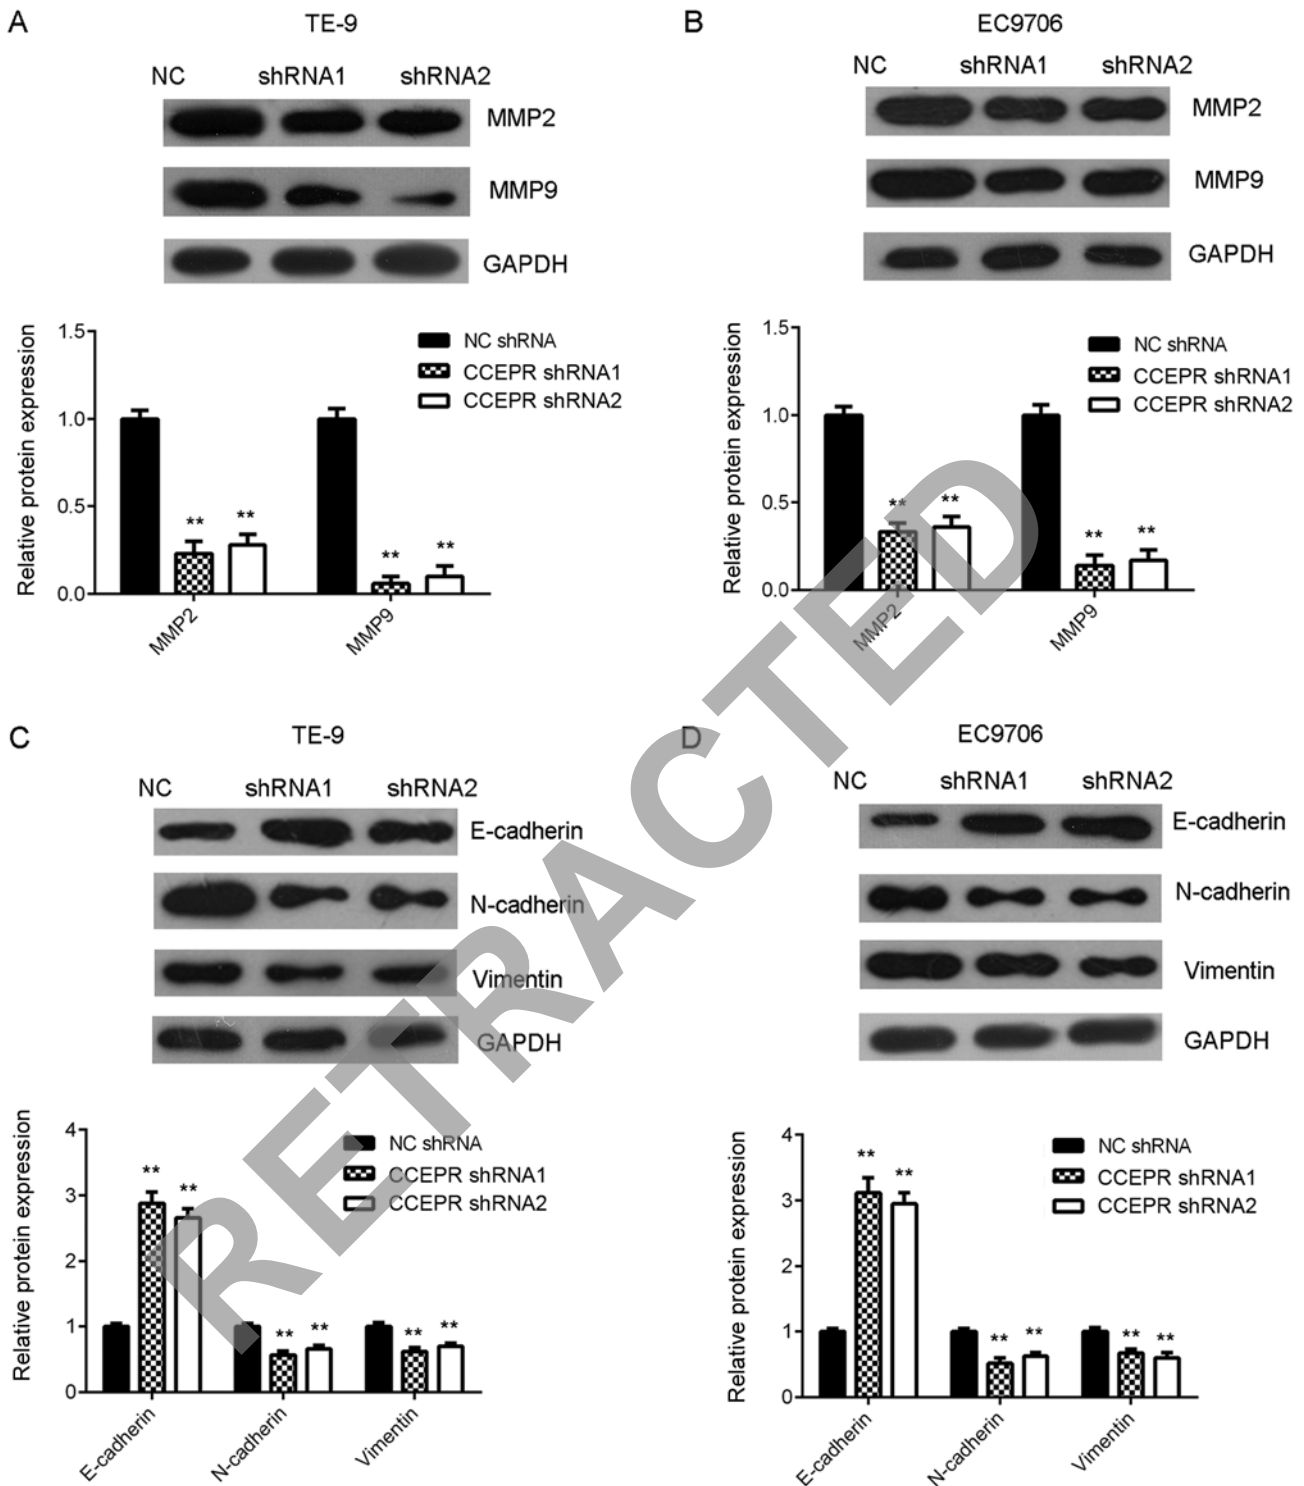 A
TE-9
NC shRNA1 shRNA2
MMP2
MMP9
GAPDH
Relative protein expression
1.5
1.0
0.5
0.0
NC shRNA
CCEPR shRNA1
CCEPR shRNA2
** ** ** **
MMP2 MMP9
B
EC9706
NC shRNA1 shRNA2
MMP2
MMP9
GAPDH
Relative protein expression
1.5
1.0
0.5
0.0
NC shRNA
CCEPR shRNA1
CCEPR shRNA2
** ** ** **
MMP2 MMP9
C
TE-9
NC shRNA1 shRNA2
E-cadherin
N-cadherin
Vimentin
GAPDH
Relative protein expression
4
3
2
1
0
NC shRNA
CCEPR shRNA1
CCEPR shRNA2
** ** ** ** ** **
E-cadherin N-cadherin Vimentin
D
EC9706
NC shRNA1 shRNA2
E-cadherin
N-cadherin
Vimentin
GAPDH
Relative protein expression
4
3
2
1
0
NC shRNA
CCEPR shRNA1
CCEPR shRNA2
** ** ** ** ** **
E-cadherin N-cadherin Vimentin
RETRACTED